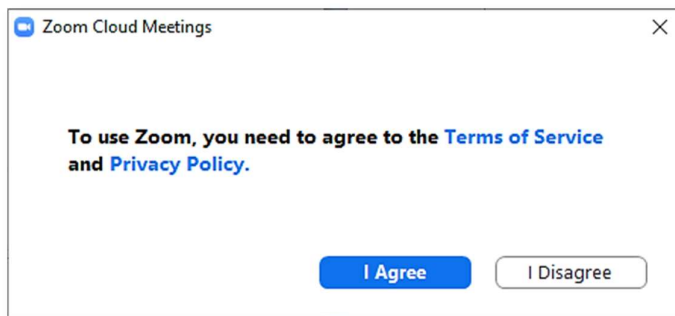 Zoom Cloud Meetings
To use Zoom, you need to agree to the Terms of Service
and Privacy Policy.
I Agree
I Disagree